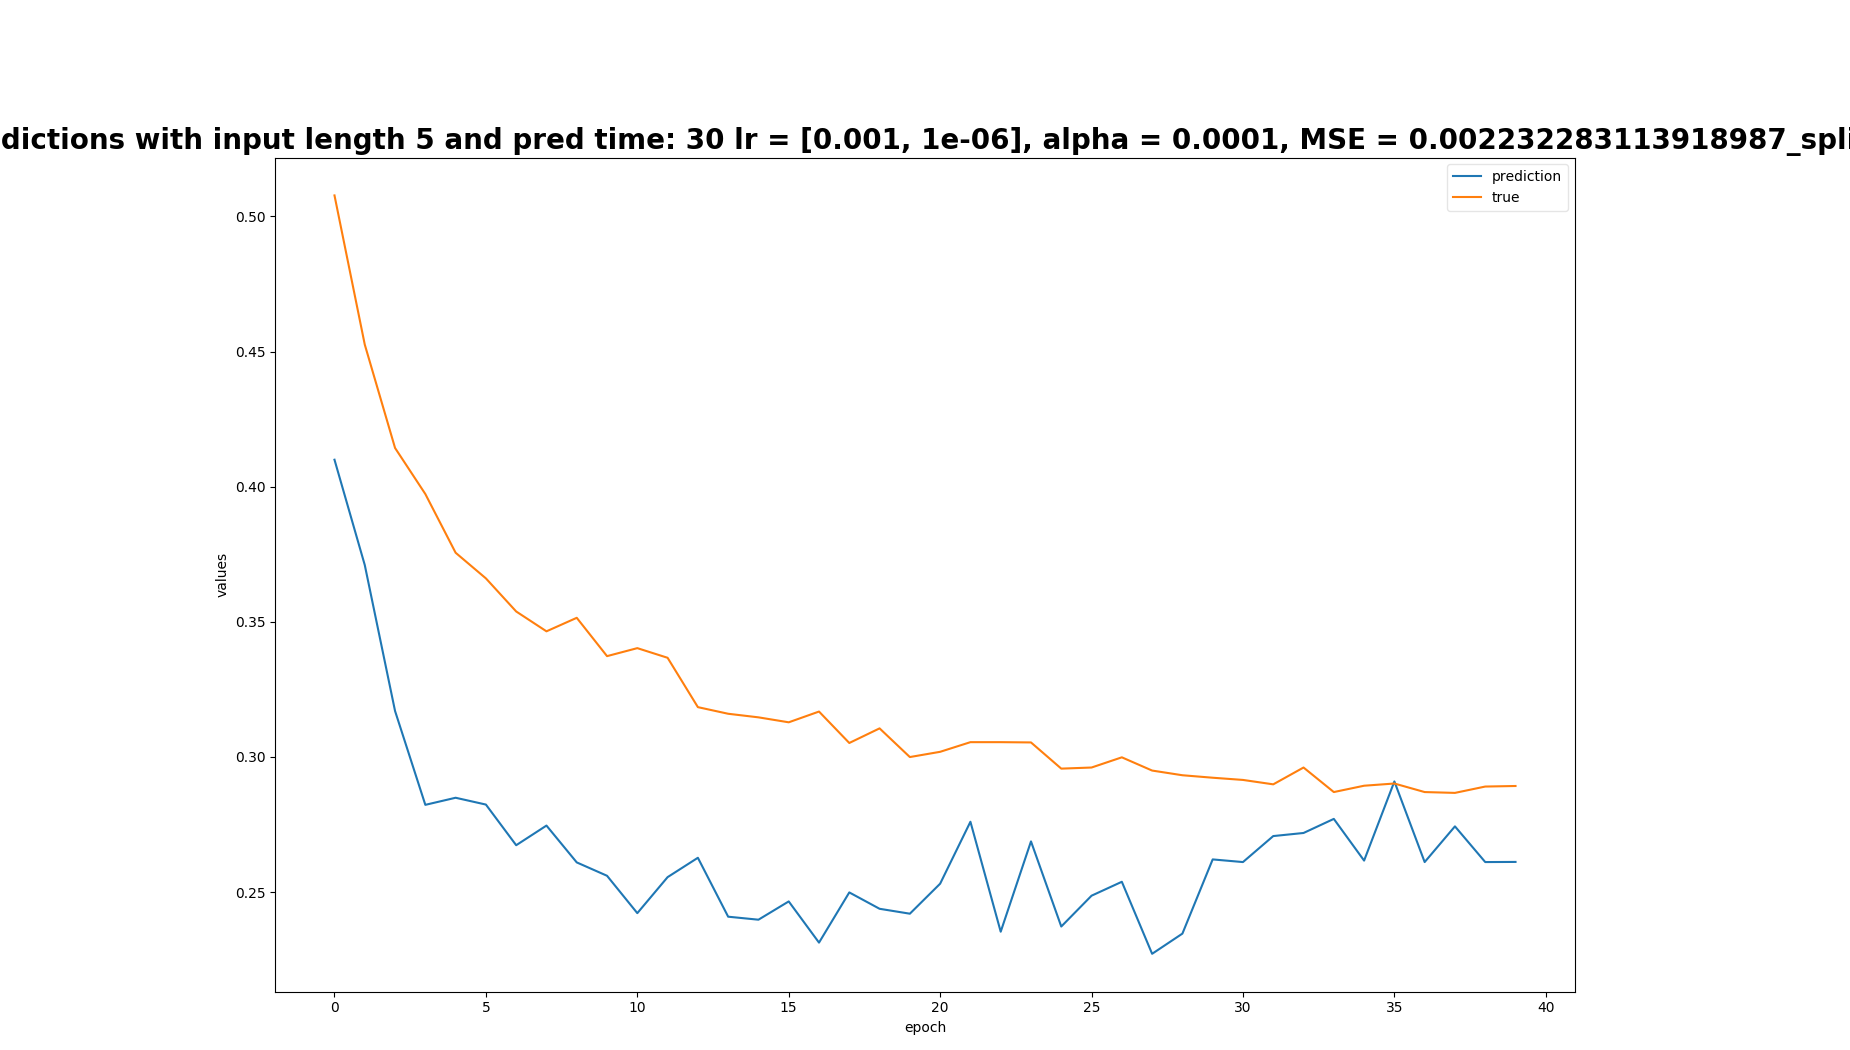 dictions with input length 5 and pred time: 30 lr = [0.001, 1e-06], alpha = 0.0001, MSE = 0.002232283113918987_spli
prediction
true
0.50
0.45
0.40
0.35
0.30
0.25
values
0 5 10 15 20 25 30 35 40
epoch